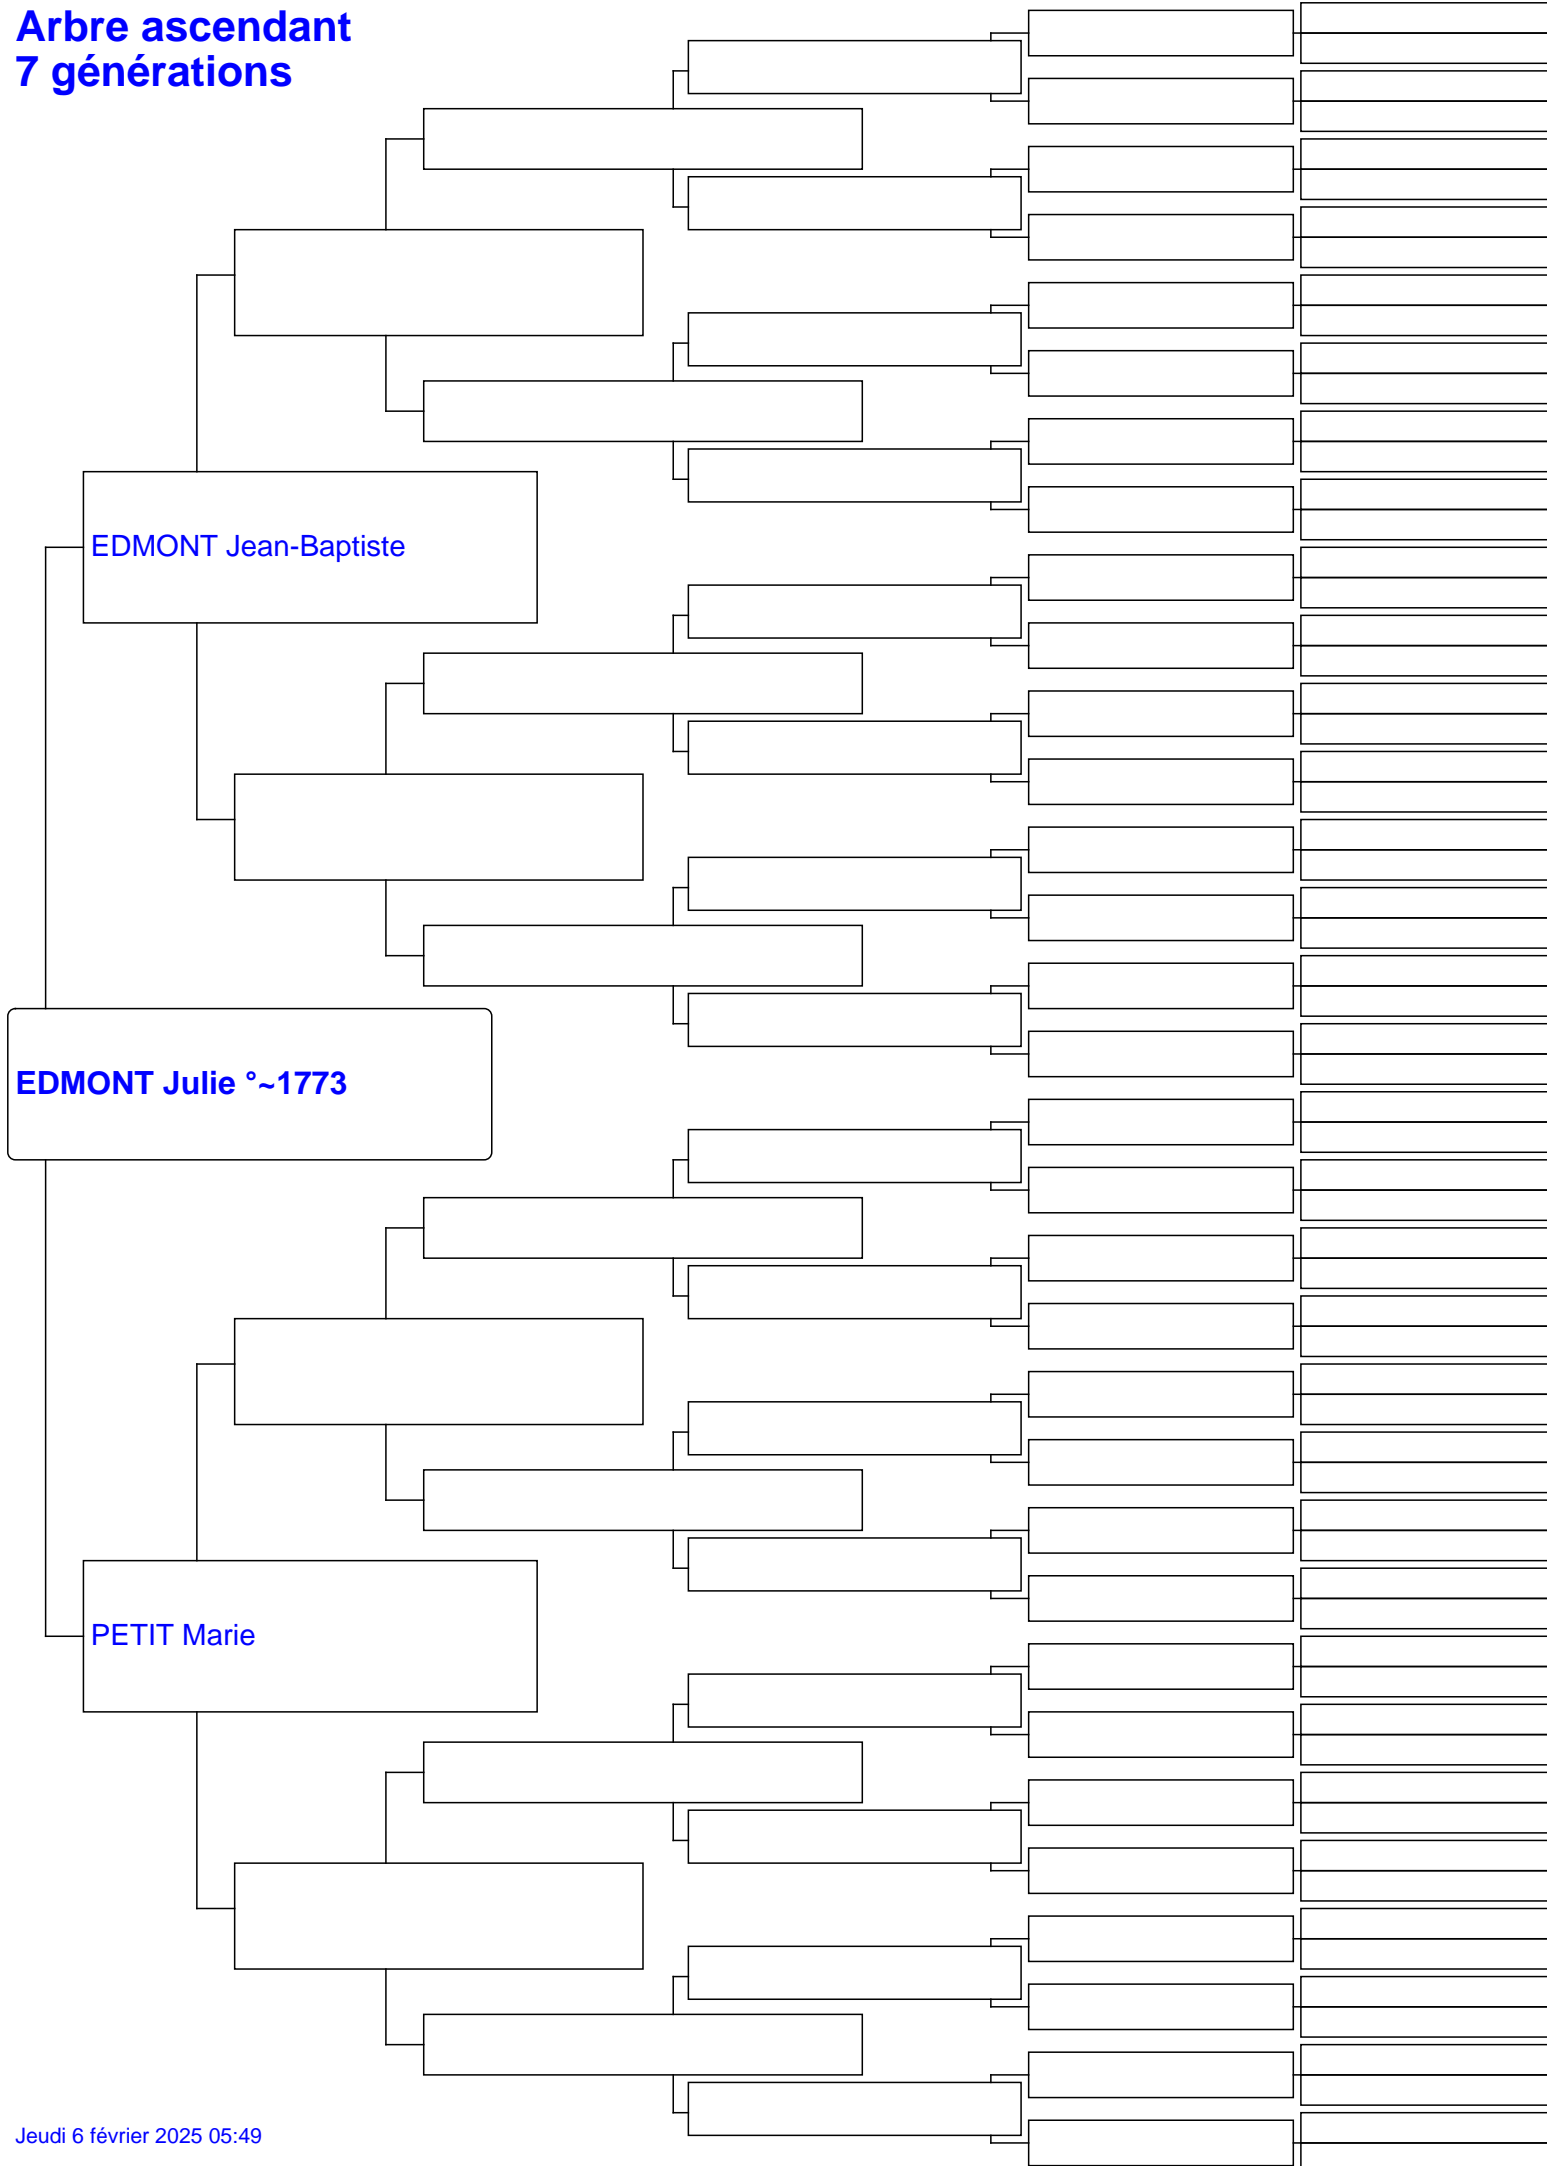 Arbre ascendant
7 générations
EDMONT Jean-Baptiste
EDMONT Julie °~1773
PETIT Marie
Jeudi 6 février 2025 05:49